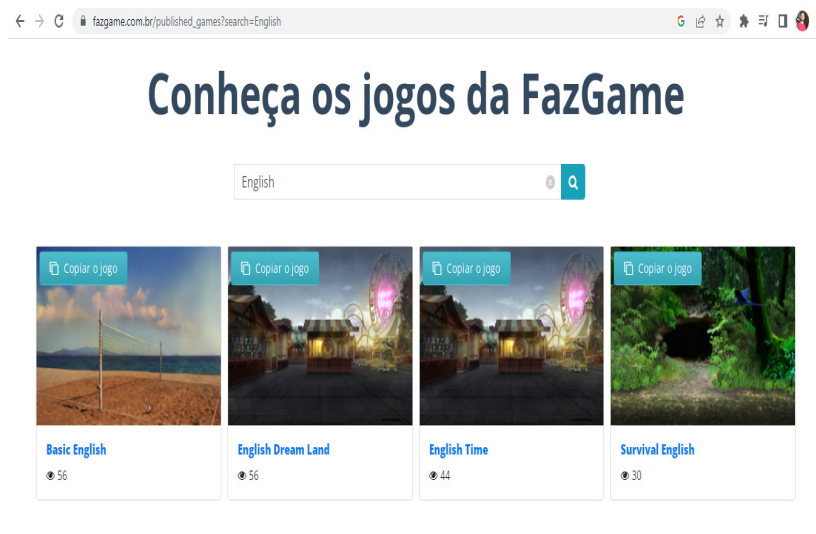 fazgame.com.br/published_games?search=English
Conheça os jogos da FazGame
English
Copiar o jogo
Copiar o jogo
Copiar o jogo
Copiar o jogo
Basic English
English Dream Land
English Time
Survival English
56
56
44
30